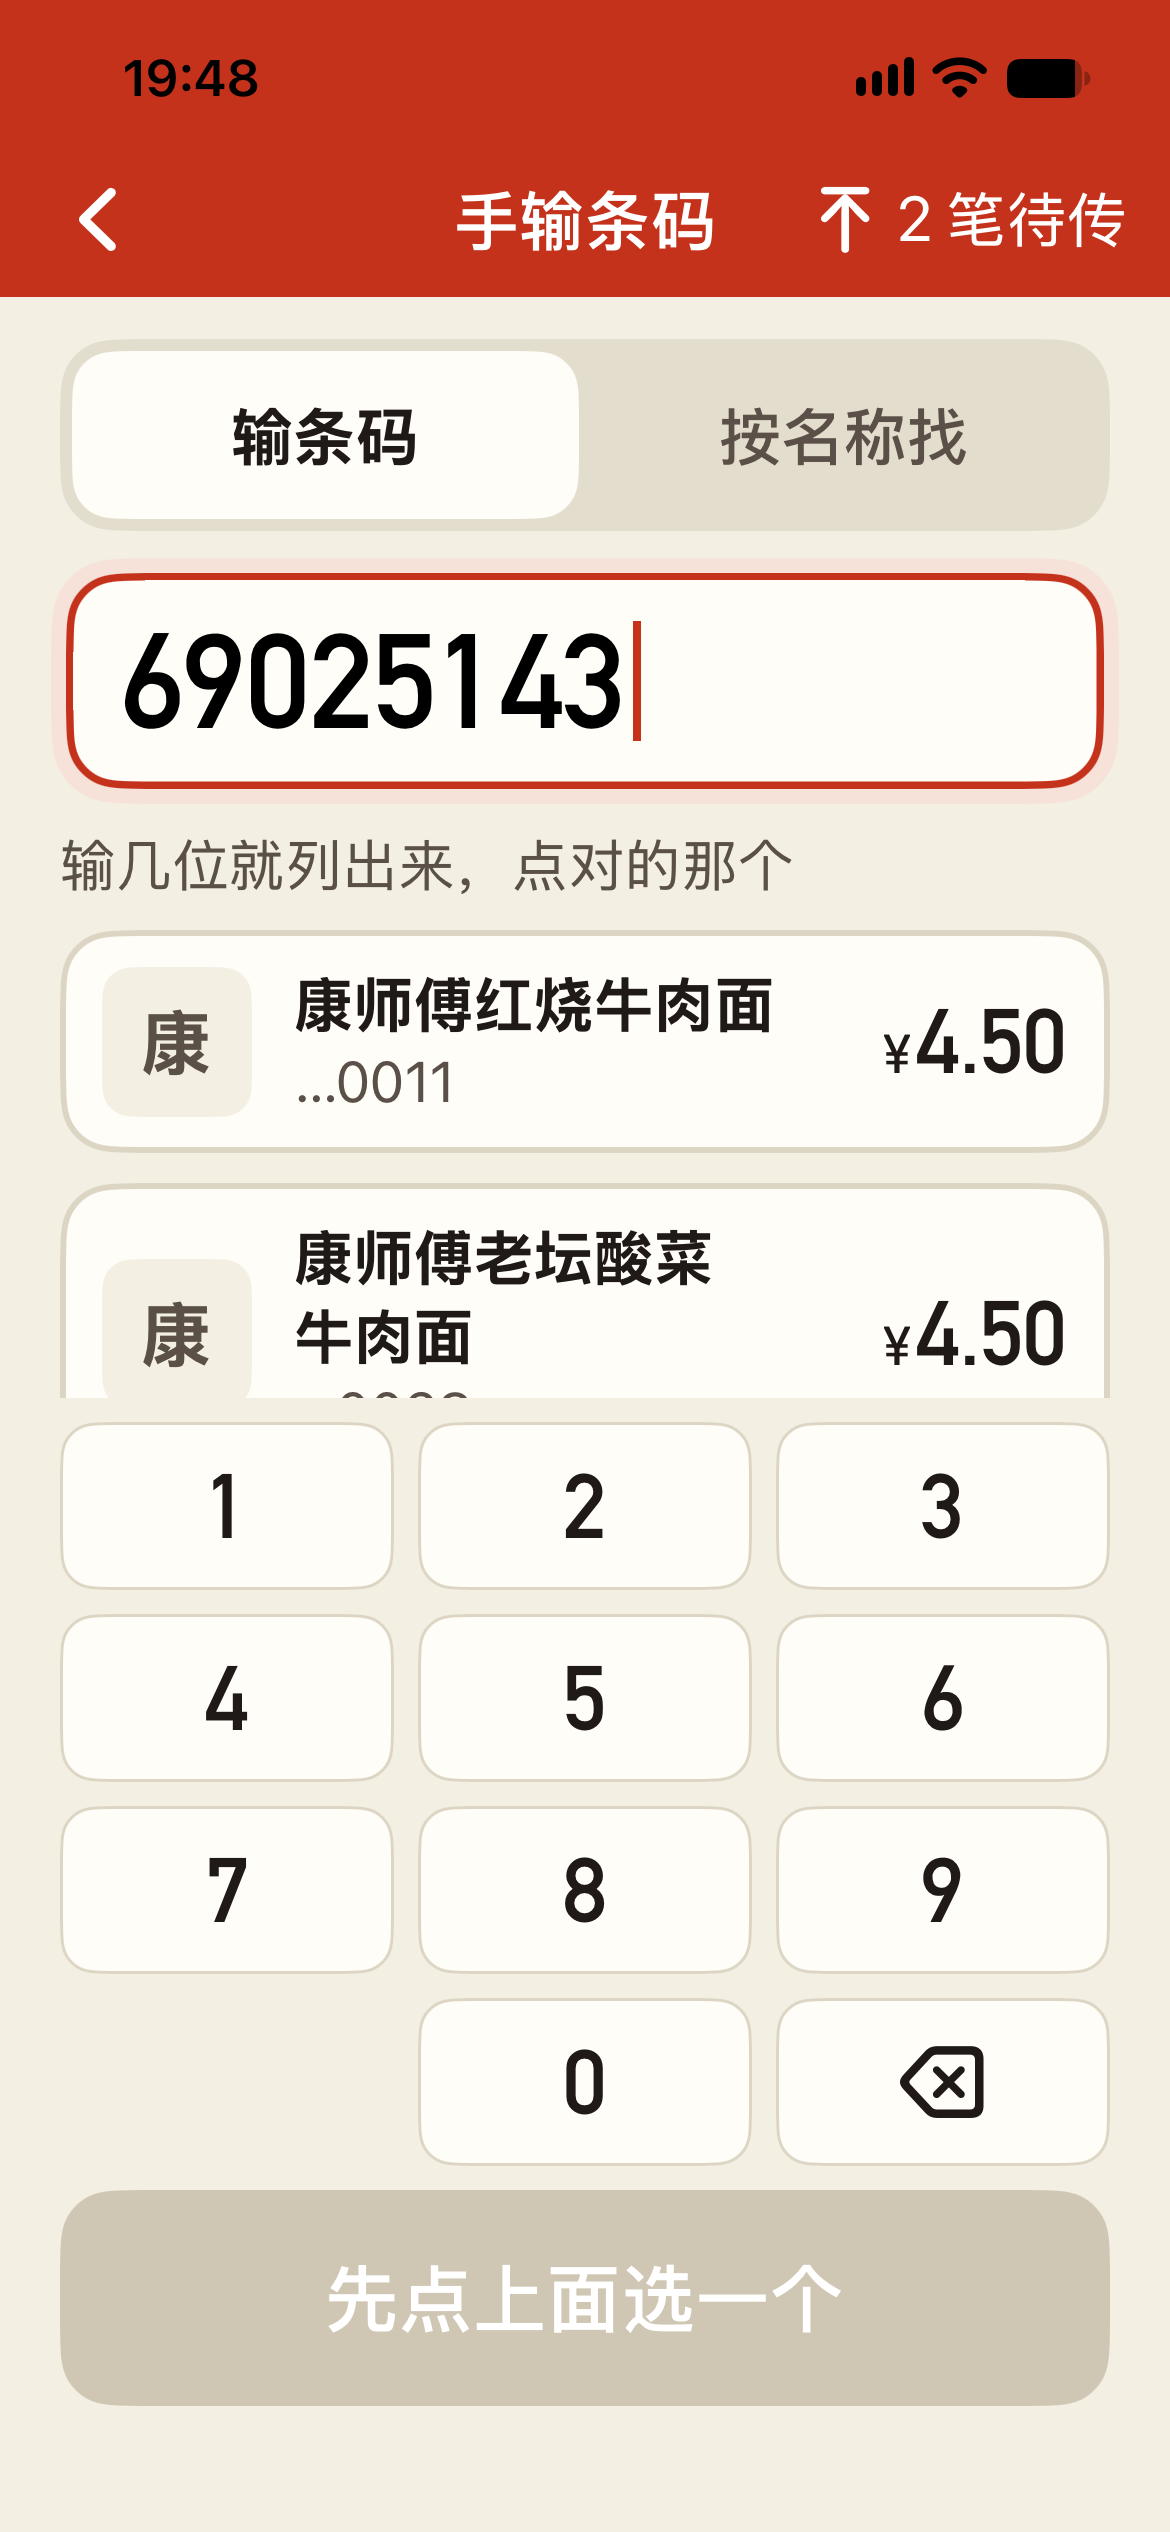 19:48
手输条码
2 笔待传
输条码
按名称找
69025143
输几位就列出来，点对的那个
康
康师傅红烧牛肉面
...0011
¥4.50
康
康师傅老坛酸菜
牛肉面
¥4.50
1
2
3
4
5
6
7
8
9
0
先点上面选一个